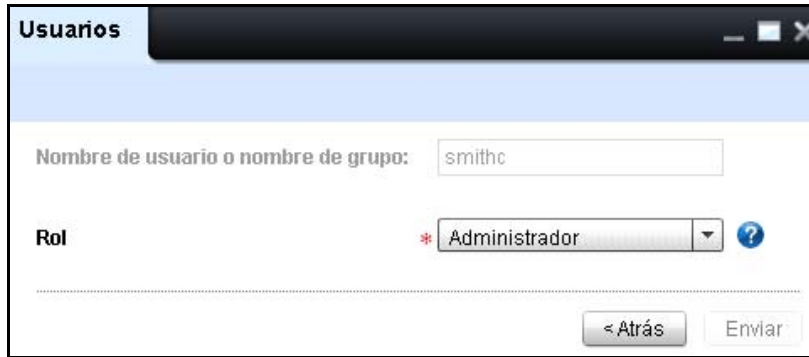 Usuarios
Nombre de usuario o nombre de grupo: smithc
Rol * Administrador ?
< Atrás Enviar